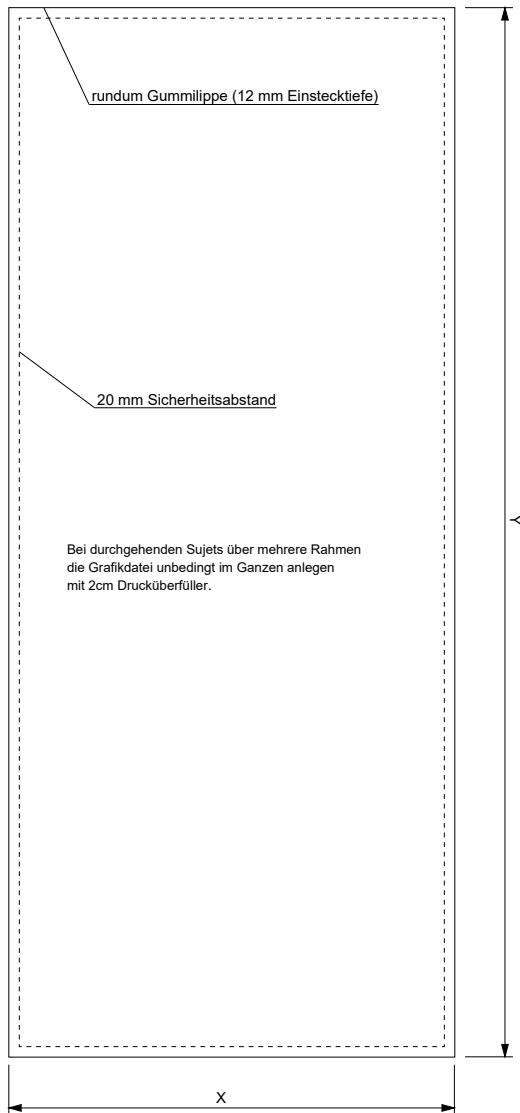 rundum Gummilippe (12 mm Einstecktiefe)
20 mm Sicherheitsabstand
Y
Bei durchgehenden Sujets über mehrere Rahmen
die Grafikdatei unbedingt im Ganzen anlegen
mit 2cm Drucküberfüller.
X